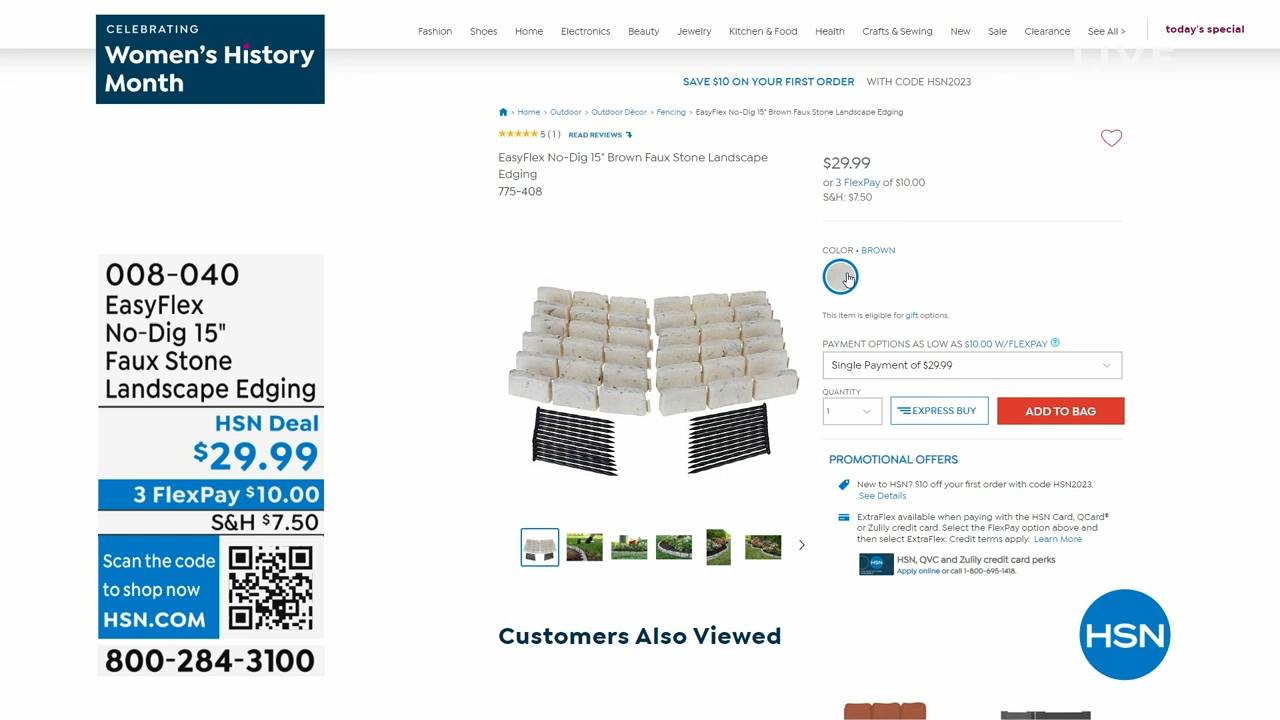 CELEBRATING
Women's History
Month
Fashion Shoes Home Electronics Beauty Jewelry Kitchen & Food Health Crafts & Sewing New Sale Clearance See All > today's special
LIVE
SAVE $10 ON YOUR FIRST ORDER WITH CODE HSN2023
> Home > Outdoor > Outdoor Décor > Fencing > EasyFlex No-Dig 15" Brown Faux Stone Landscape Edging
5 (1) READ REVIEWS
EasyFlex No-Dig 15" Brown Faux Stone Landscape
Edging
775-408
$29.99
or 3 FlexPay of $10.00
S&H: $7.50
COLOR • BROWN
This item is eligible for gift options.
PAYMENT OPTIONS AS LOW AS $10.00 W/FLEXPAY ?
Single Payment of $29.99
QUANTITY
1
EXPRESS BUY
ADD TO BAG
PROMOTIONAL OFFERS
New to HSN? $10 off your first order with code HSN2023.
See Details
ExtraFlex available when paying with the HSN Card, QCard®
or Zulily credit card. Select the FlexPay option above and
then select ExtraFlex. Credit terms apply. Learn More
HSN
HSN, QVC and Zulily credit card perks
Apply online or call 1-800-695-1418.
Customers Also Viewed
008-040
EasyFlex
No-Dig 15"
Faux Stone
Landscape Edging
HSN Deal
$29.99
3 FlexPay $10.00
S&H $7.50
Scan the code
to shop now
HSN.COM
800-284-3100
HSN